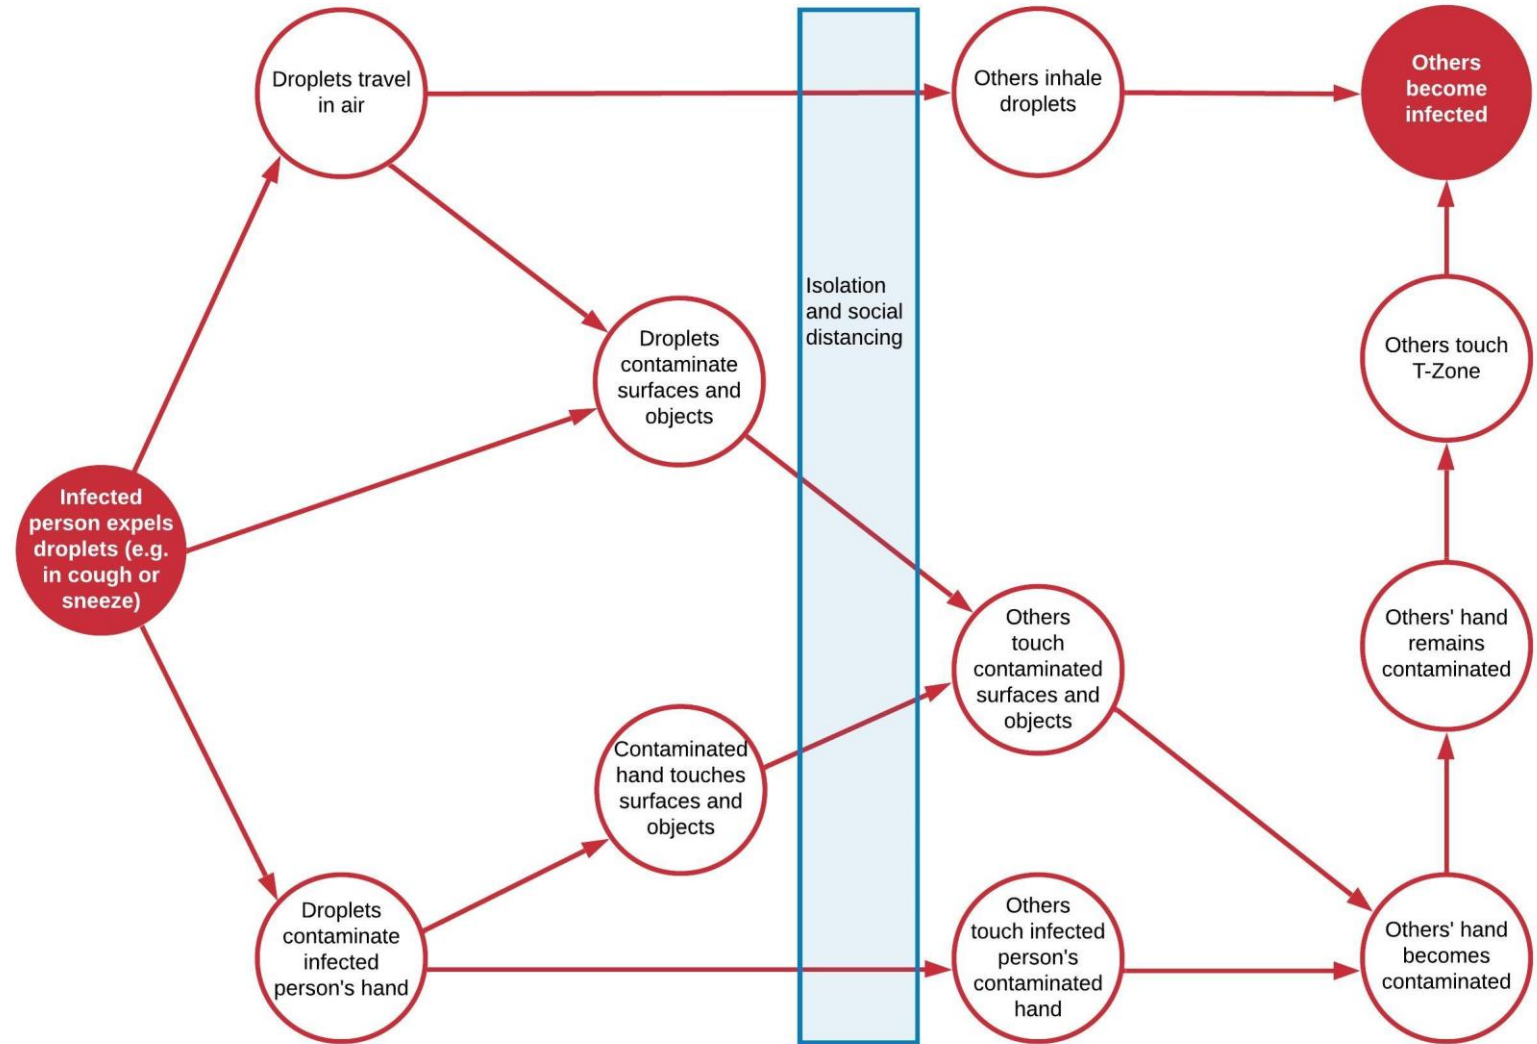 Droplets travel
in air
Others inhale
droplets
Others
become
infected
Isolation
and social
distancing
Droplets
contaminate
surfaces and
objects
Others touch
T-Zone
Infected
person expels
droplets (e.g.
in cough or
sneeze)
Others
touch
contaminated
surfaces and
objects
Others' hand
remains
contaminated
Contaminated
hand touches
surfaces and
objects
Droplets
contaminate
infected
person's hand
Others
touch infected
person's
contaminated
hand
Others' hand
becomes
contaminated